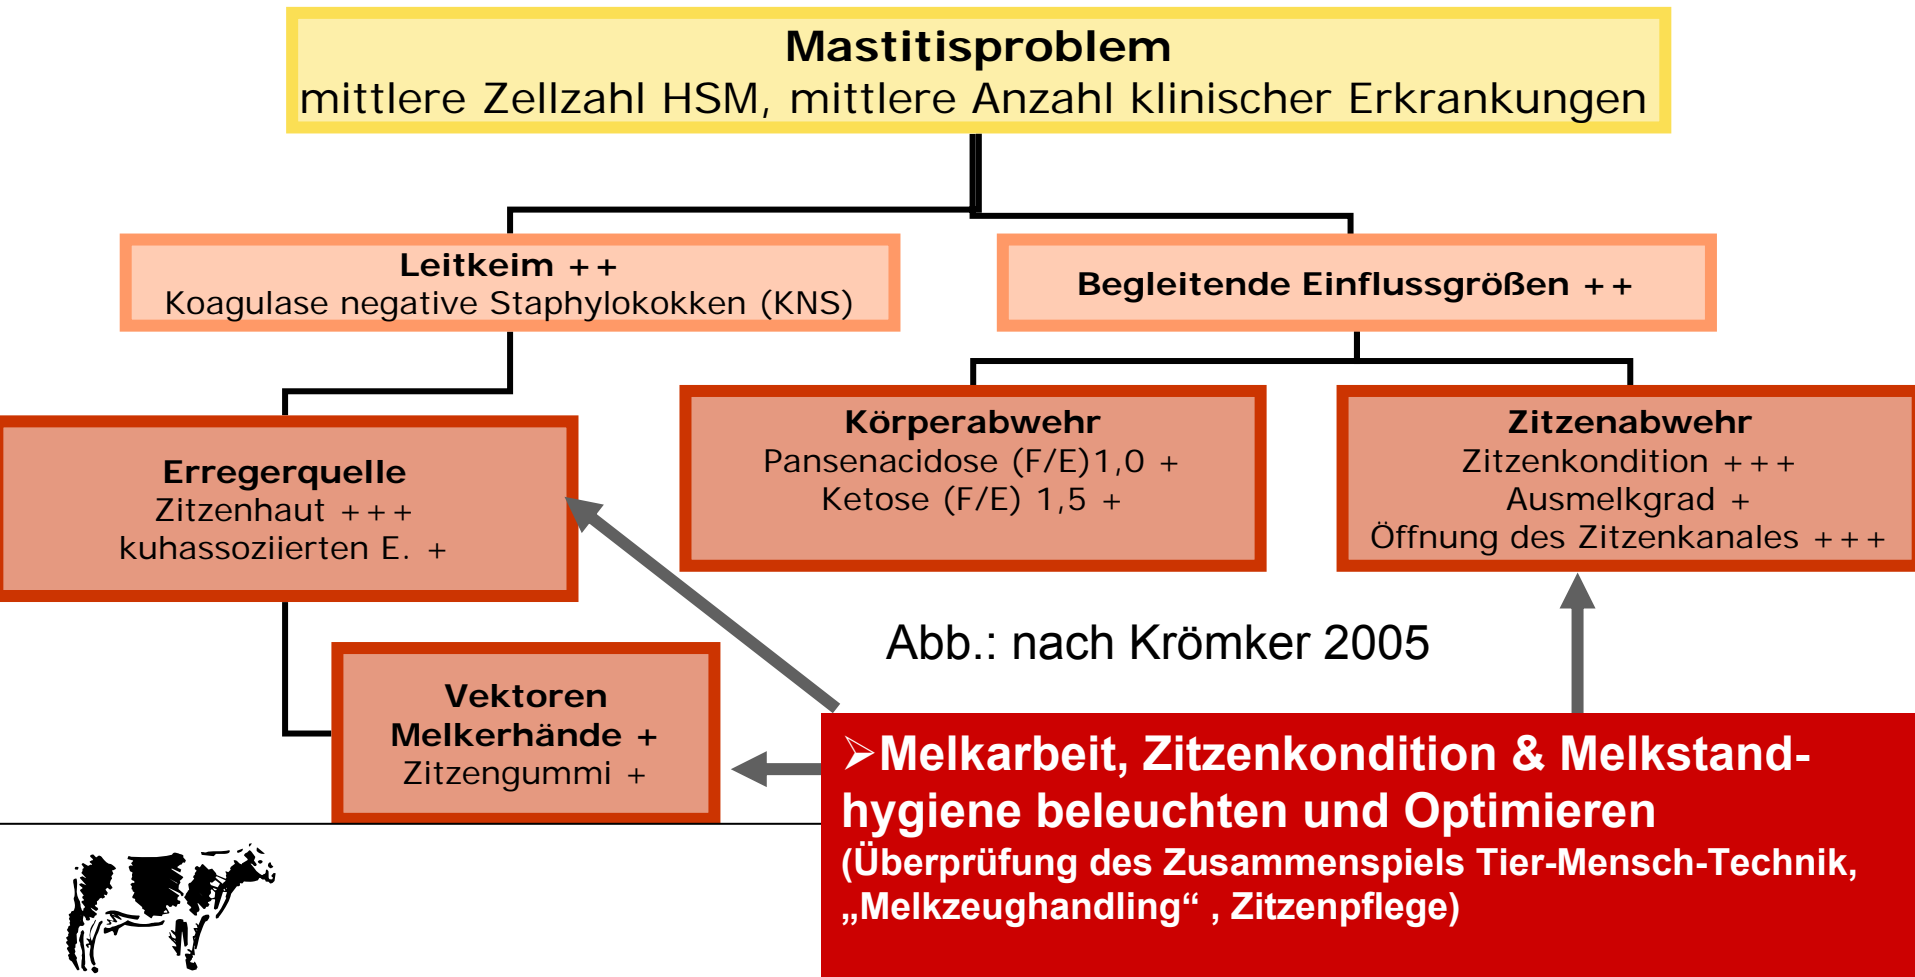 Mastitisproblem
mittlere Zellzahl HSM, mittlere Anzahl klinischer Erkrankungen
Leitkeim ++
Koagulase negative Staphylokokken (KNS)
Begleitende Einflussgrößen ++
Erregerquelle
Zitzenhaut +++
kuhassoziierten E. +
Körperabwehr
Pansenacidose (F/E)1,0 +
Ketose (F/E) 1,5 +
Zitzenabwehr
Zitzenkondition +++
Ausmelkgrad +
Öffnung des Zitzenkanales +++
Vektoren
Melkerhände +
Zitzengummi +
Abb.: nach Krömker 2005
➢Melkarbeit, Zitzenkondition & Melkstand-
hygiene beleuchten und Optimieren
(Überprüfung des Zusammenspiels Tier-Mensch-Technik,
„Melkzeughandling“ , Zitzenpflege)